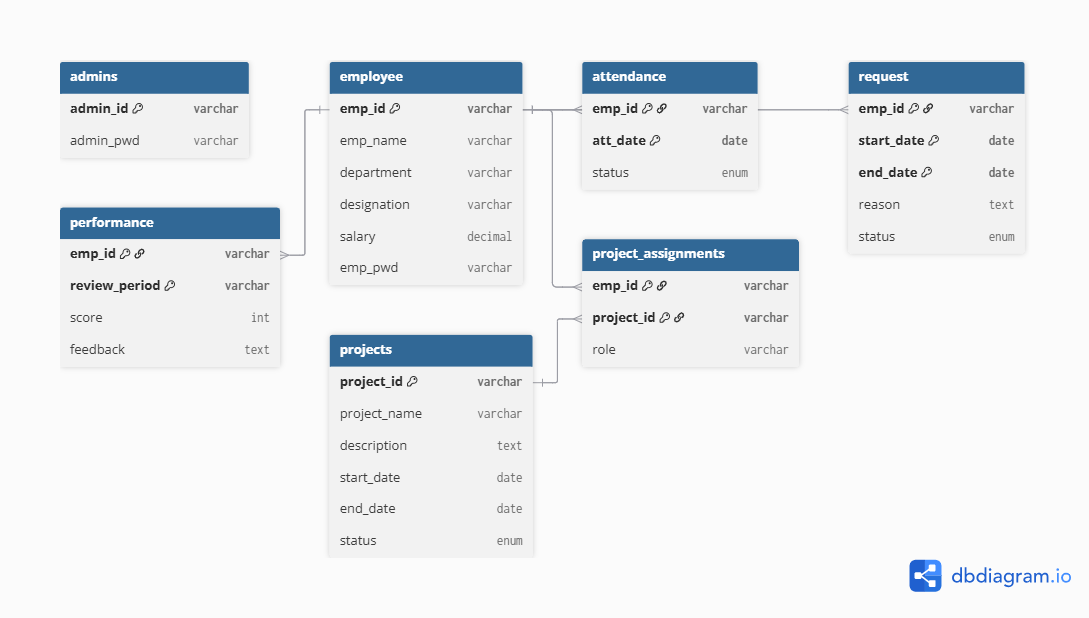 admins
admin_id varchar
admin_pwd varchar
employee
emp_id varchar
emp_name varchar
department varchar
designation varchar
salary decimal
emp_pwd varchar
attendance
emp_id varchar
att_date date
status enum
request
emp_id varchar
start_date date
end_date date
reason text
status enum
performance
emp_id varchar
review_period varchar
score int
feedback text
project_assignments
emp_id varchar
project_id varchar
role varchar
projects
project_id varchar
project_name varchar
description text
start_date date
end_date date
status enum
dbdiagram.io